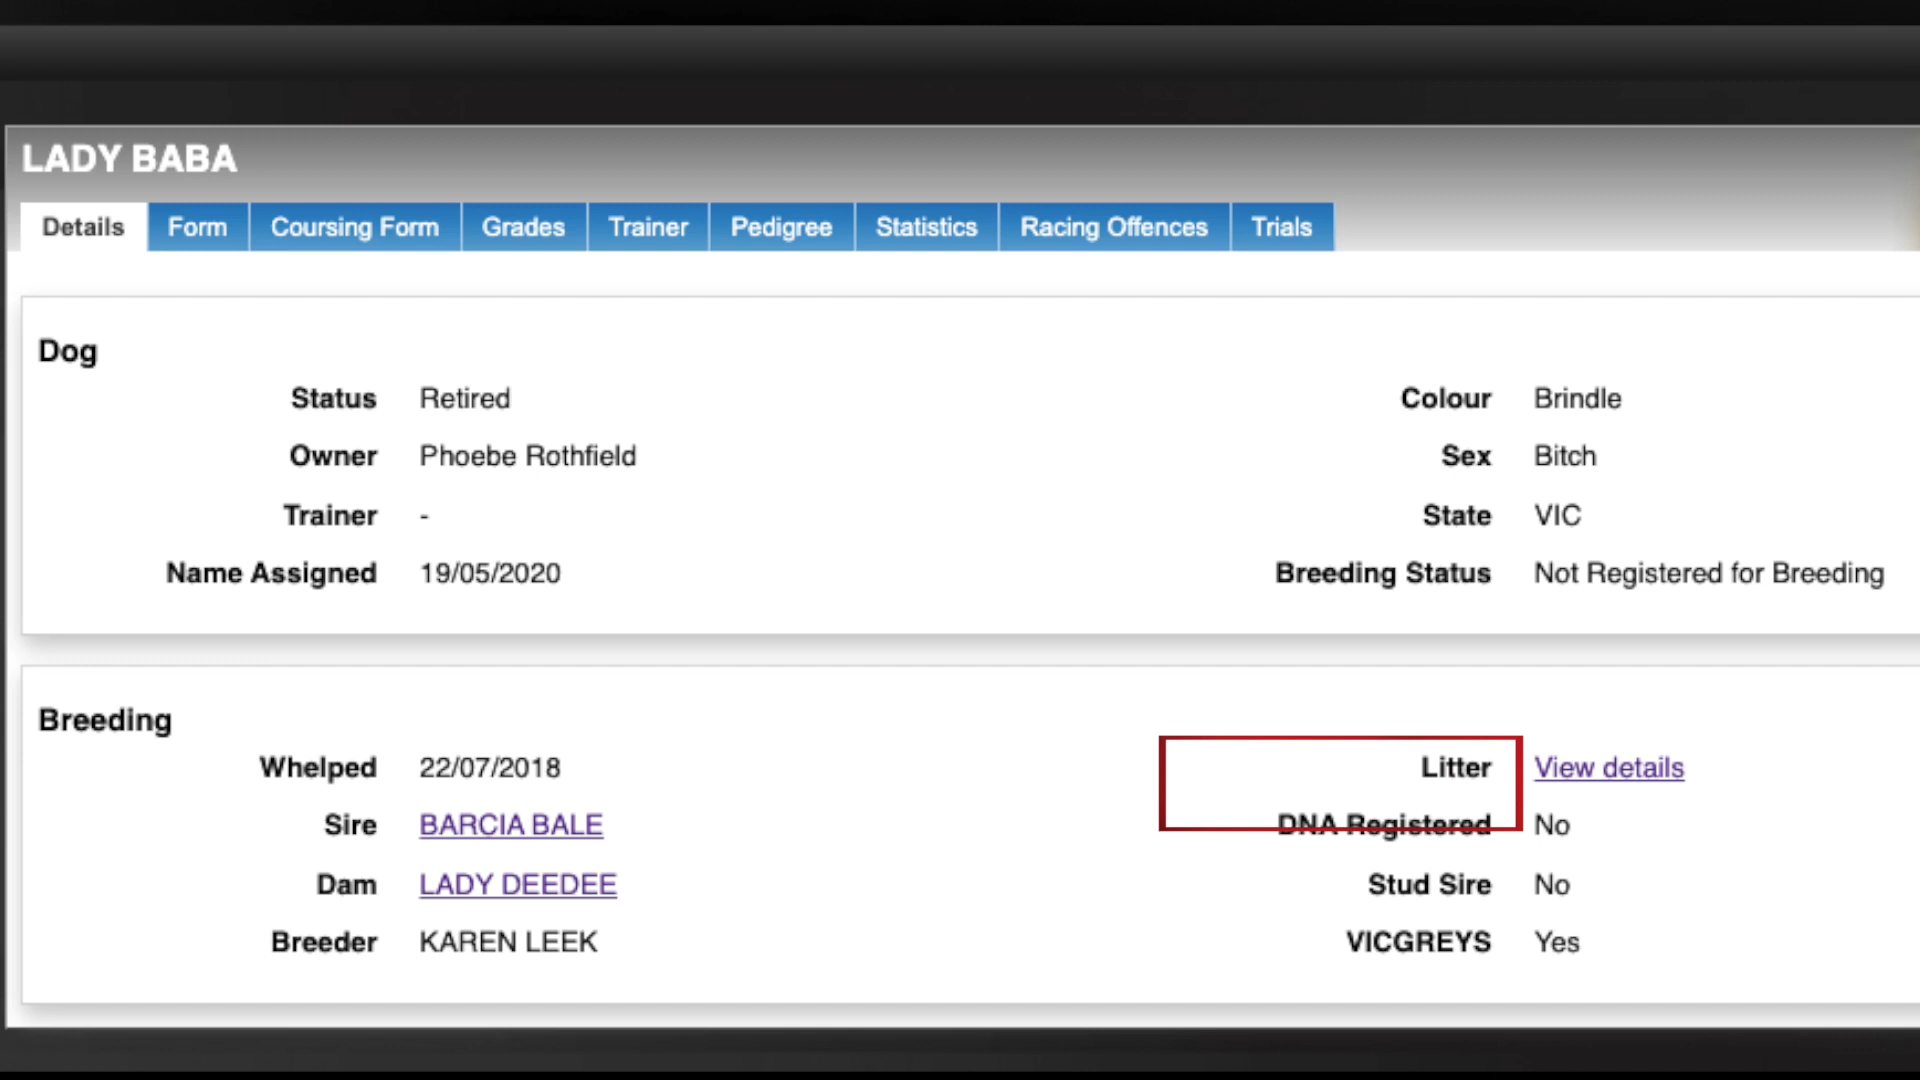 LADY BABA
Details Form Coursing Form Grades Trainer Pedigree Statistics Racing Offences Trials
Dog
Status Retired Colour Brindle
Owner Phoebe Rothfield Sex Bitch
Trainer - State VIC
Name Assigned 19/05/2020 Breeding Status Not Registered for Breeding
Breeding
Whelped 22/07/2018 Litter View details
Sire BARCIA BALE DNA Registered No
Dam LADY DEEDEE Stud Sire No
Breeder KAREN LEEK VICGREYS Yes